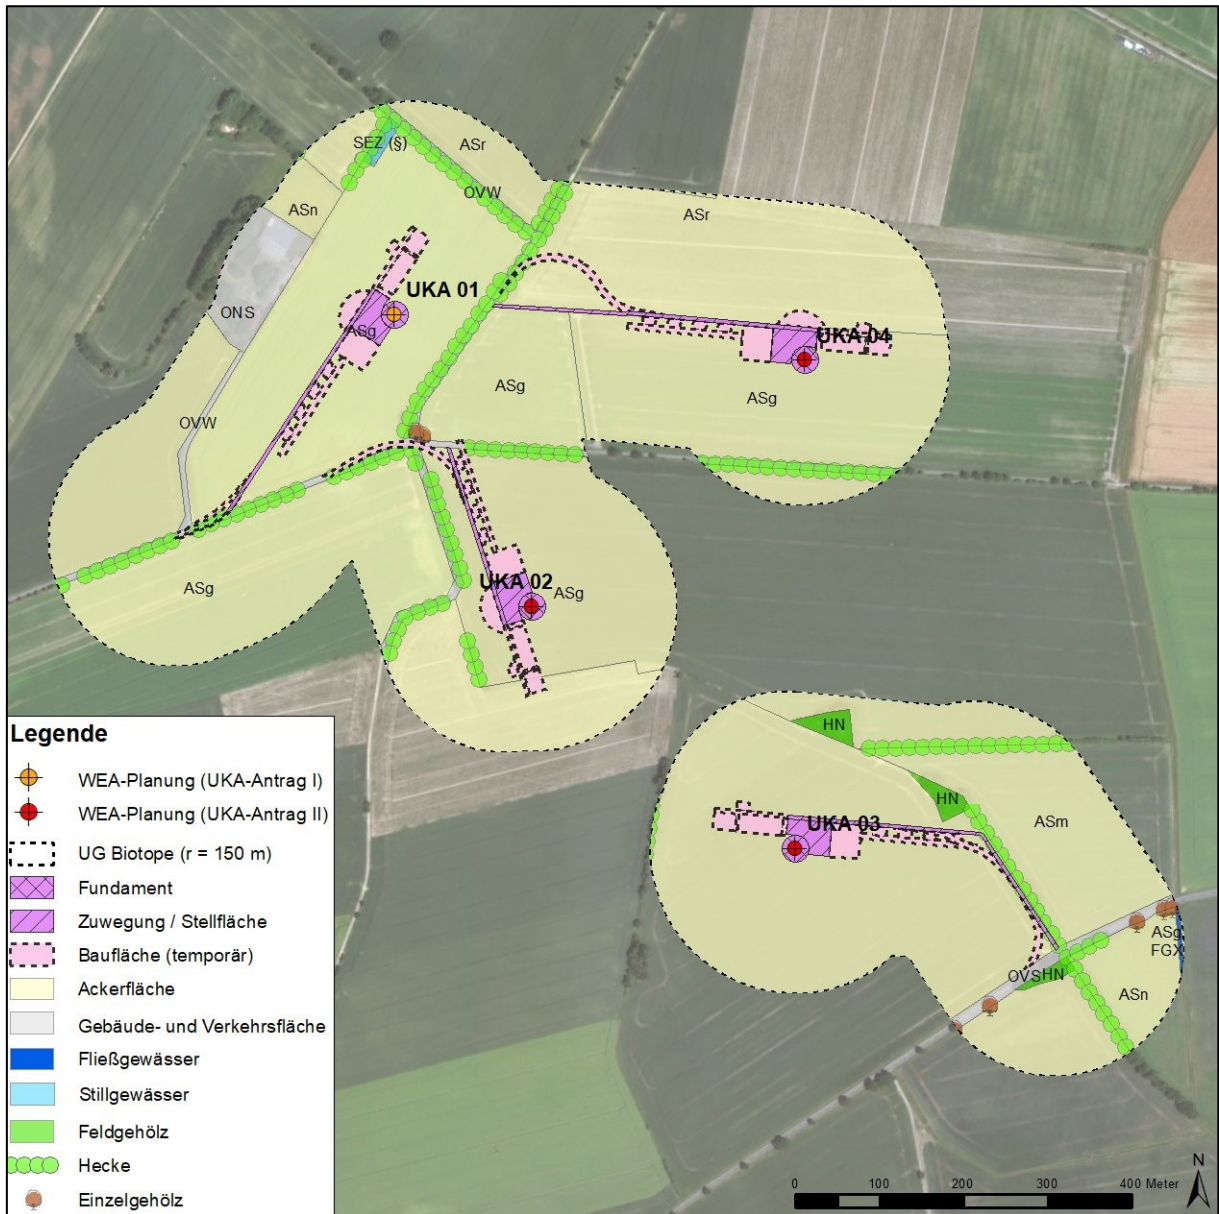 SEZ (§)
ASr
OVW
ASn
ASr
UKA 01
ONS
ASg
UKA 04
ASg
ASg
OVW
UKA 02
ASg
ASg
HN
HN
UKA 03
ASm
ASg
FGX
OVS
HN
ASn
Legende
WEA-Planung (UKA-Antrag I)
WEA-Planung (UKA-Antrag II)
UG Biotope (r = 150 m)
Fundament
Zuwegung / Stellfläche
Baufläche (temporär)
Ackerfläche
Gebäude- und Verkehrsfläche
Fließgewässer
Stillgewässer
Feldgehölz
Hecke
Einzelgehölz
N
0 100 200 300 400 Meter